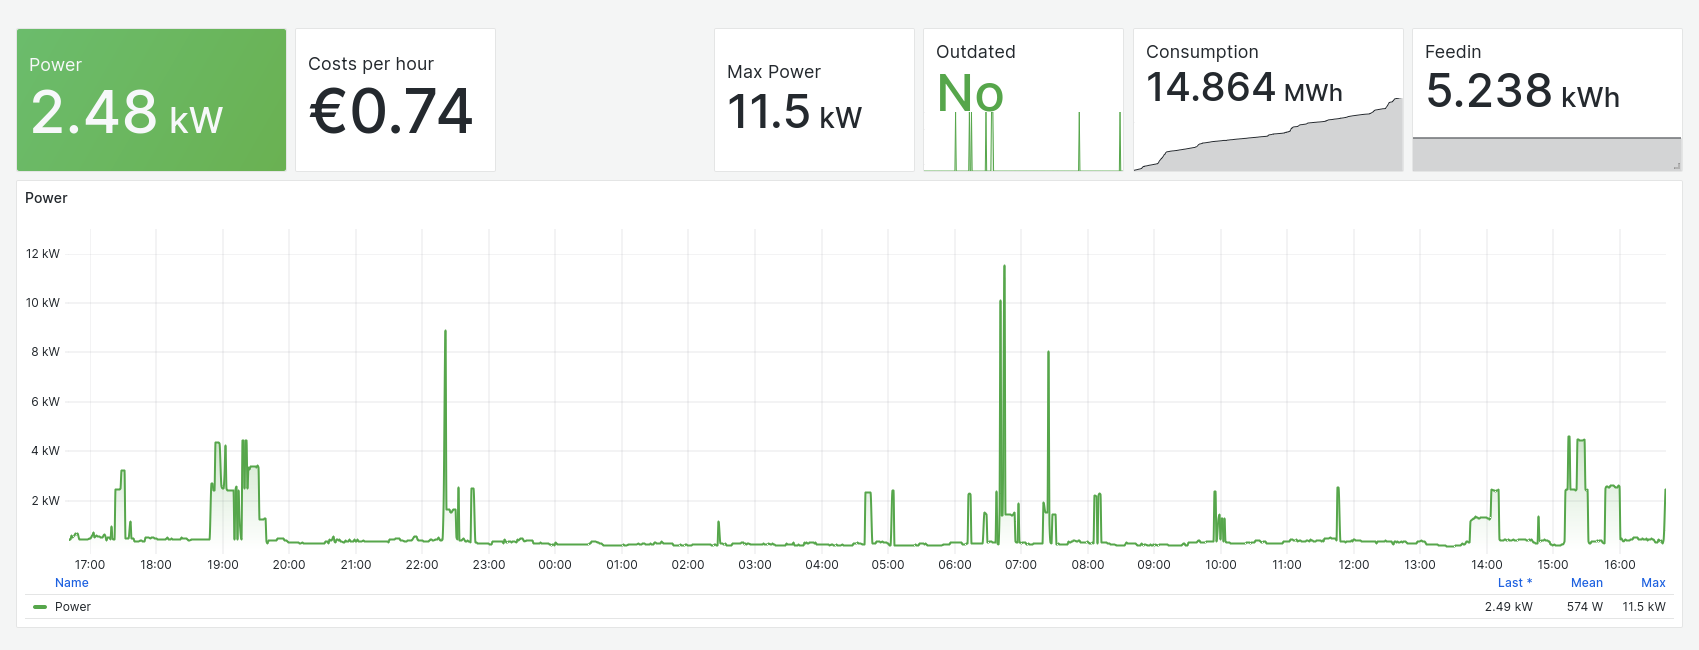 Power
2.48 kW
Costs per hour
€0.74
Max Power
11.5 kW
Outdated
No
Consumption
14.864 MWh
Feedin
5.238 kWh
Power
12 kW
10 kW
8 kW
6 kW
4 kW
2 kW
17:00 18:00 19:00 20:00 21:00 22:00 23:00 00:00 01:00 02:00 03:00 04:00 05:00 06:00 07:00 08:00 09:00 10:00 11:00 12:00 13:00 14:00 15:00 16:00
Name Last * Mean Max
Power 2.49 kW 574 W 11.5 kW